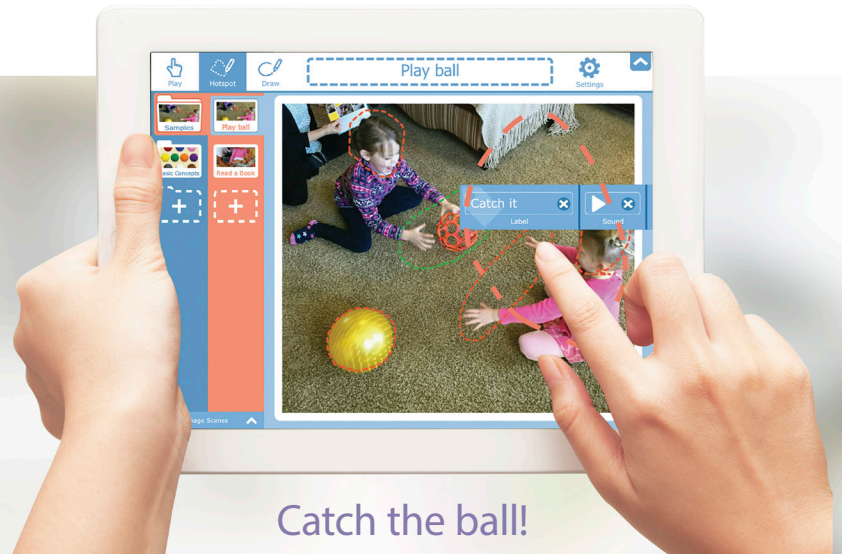 Play
Hotspot
Draw
Play ball
Settings
Samples
Play ball
Basic Concepts
Read a Book
Catch it
Label
Sound
Scenes
Catch the ball!